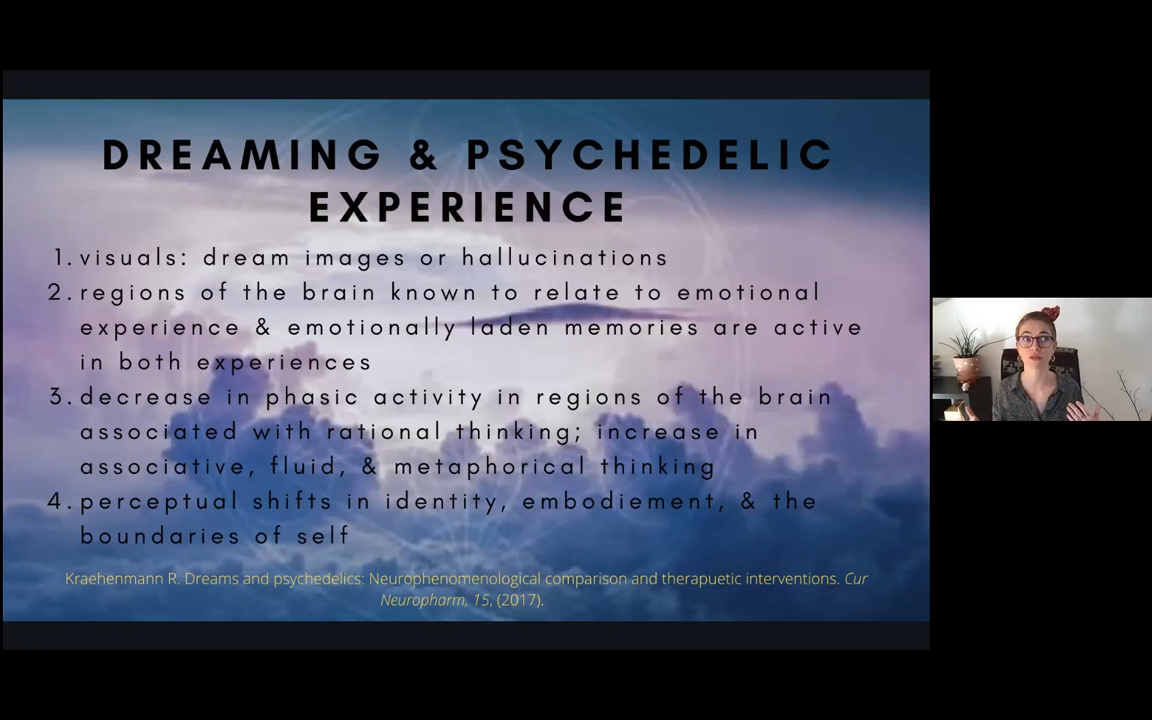 DREAMING & PSYCHEDELIC
EXPERIENCE
1. visuals: dream images or hallucinations
2. regions of the brain known to relate to emotional
experience & emotionally laden memories are active
in both experiences
3. decrease in phasic activity in regions of the brain
associated with rational thinking; increase in
associative, fluid, & metaphorical thinking
4. perceptual shifts in identity, embodiement, & the
boundaries of self
Kraehenmann R. Dreams and psychedelics: Neurophenomenological comparison and therapuetic interventions. Cur
Neuropharm, 15, (2017).